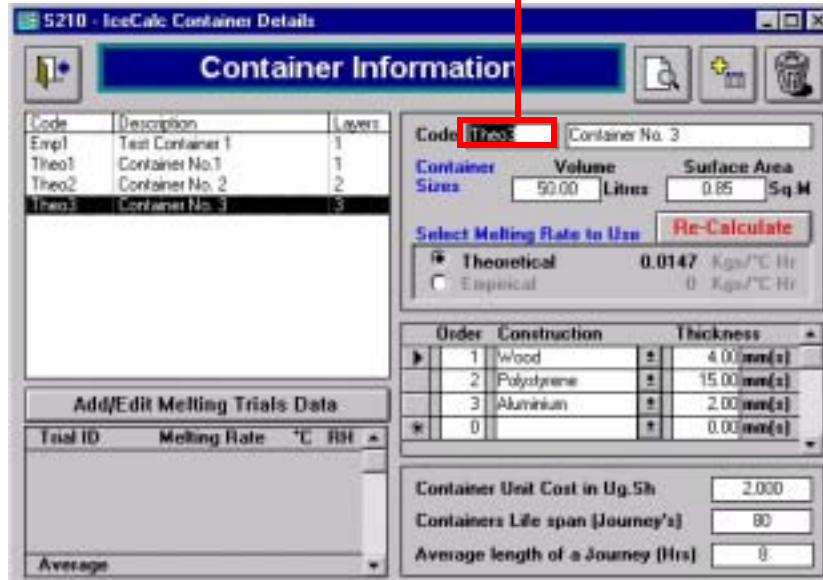 S210 - IceCalc Container Details
Container Information
Code Description Layers
Emp1 Test Container 1 1
Theo1 Container No.1 1
Theo2 Container No. 2 2
Theo3 Container No. 3 3
Add/Edit Melting Trials Data
Trial ID Melting Rate °C RH
Average
Code Theo3 Container No. 3
Container Sizes Volume Surface Area
50.00 Litres 0.85 Sq M
Select Melting Rate to Use Re-Calculate
Theoretical 0.0147 Kgs/°C Hr
Empirical 0 Kgs/°C Hr
Order Construction Thickness
1 Wood 4.00 mm(s)
2 Polystyrene 15.00 mm(s)
3 Aluminium 2.00 mm(s)
0 0.00 mm(s)
Container Unit Cost in Ug.Sh 2,000
Containers Life span (Journey's) 80
Average length of a Journey (Hrs) 8